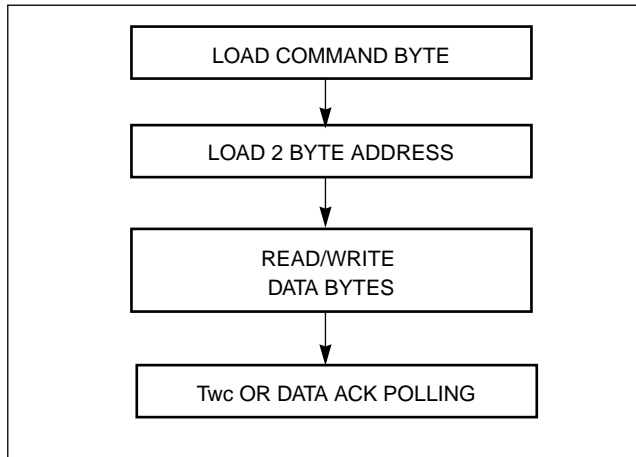 LOAD COMMAND BYTE
LOAD 2 BYTE ADDRESS
READ/WRITE
DATA BYTES
Twc OR DATA ACK POLLING